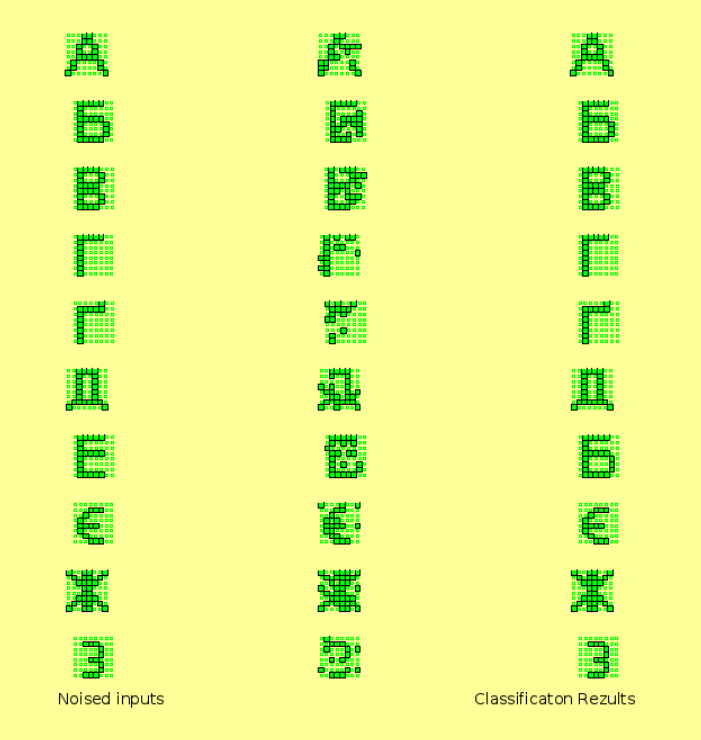 А А
Б Б
В В
Г Г
Ґ Ґ
Д Д
Е Б
Є Є
Ж Ж
З З
Noised inputs Classificaton Rezults